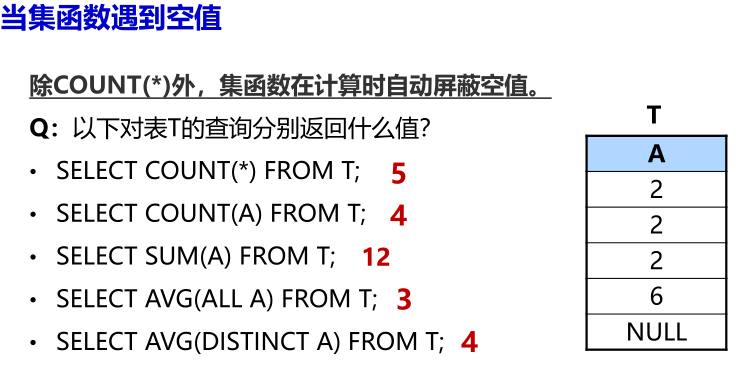 当集函数遇到空值
除COUNT(*)外，集函数在计算时自动屏蔽空值。
Q：以下对表T的查询分别返回什么值？
• SELECT COUNT(*) FROM T; 5
• SELECT COUNT(A) FROM T; 4
• SELECT SUM(A) FROM T; 12
• SELECT AVG(ALL A) FROM T; 3
• SELECT AVG(DISTINCT A) FROM T; 4
T
A
2
2
2
6
NULL